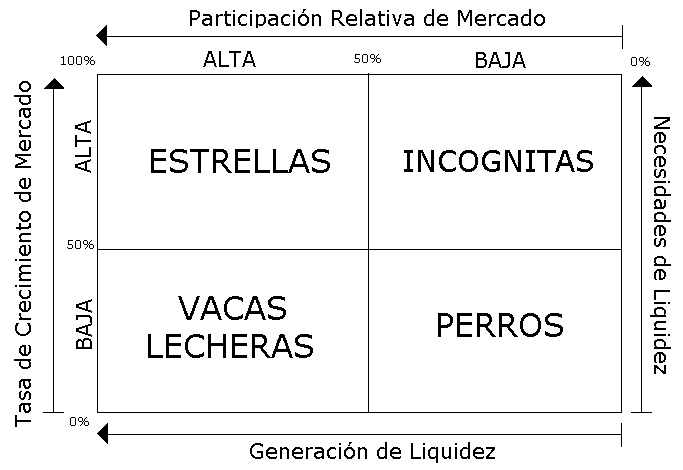 Participación Relativa de Mercado
100%
ALTA
50%
BAJA
0%
Tasa de Crecimiento de Mercado
ALTA
ESTRELLAS
INCOGNITAS
Necesidades de Liquidez
50%
BAJA
VACAS
LECHERAS
PERROS
0%
Generación de Liquidez